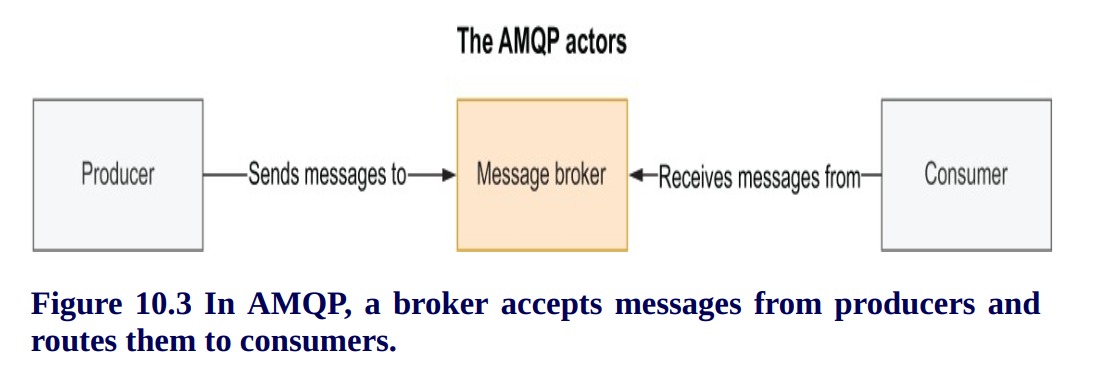 The AMQP actors
Producer
Sends messages to
Message broker
Receives messages from
Consumer
Figure 10.3 In AMQP, a broker accepts messages from producers and
routes them to consumers.